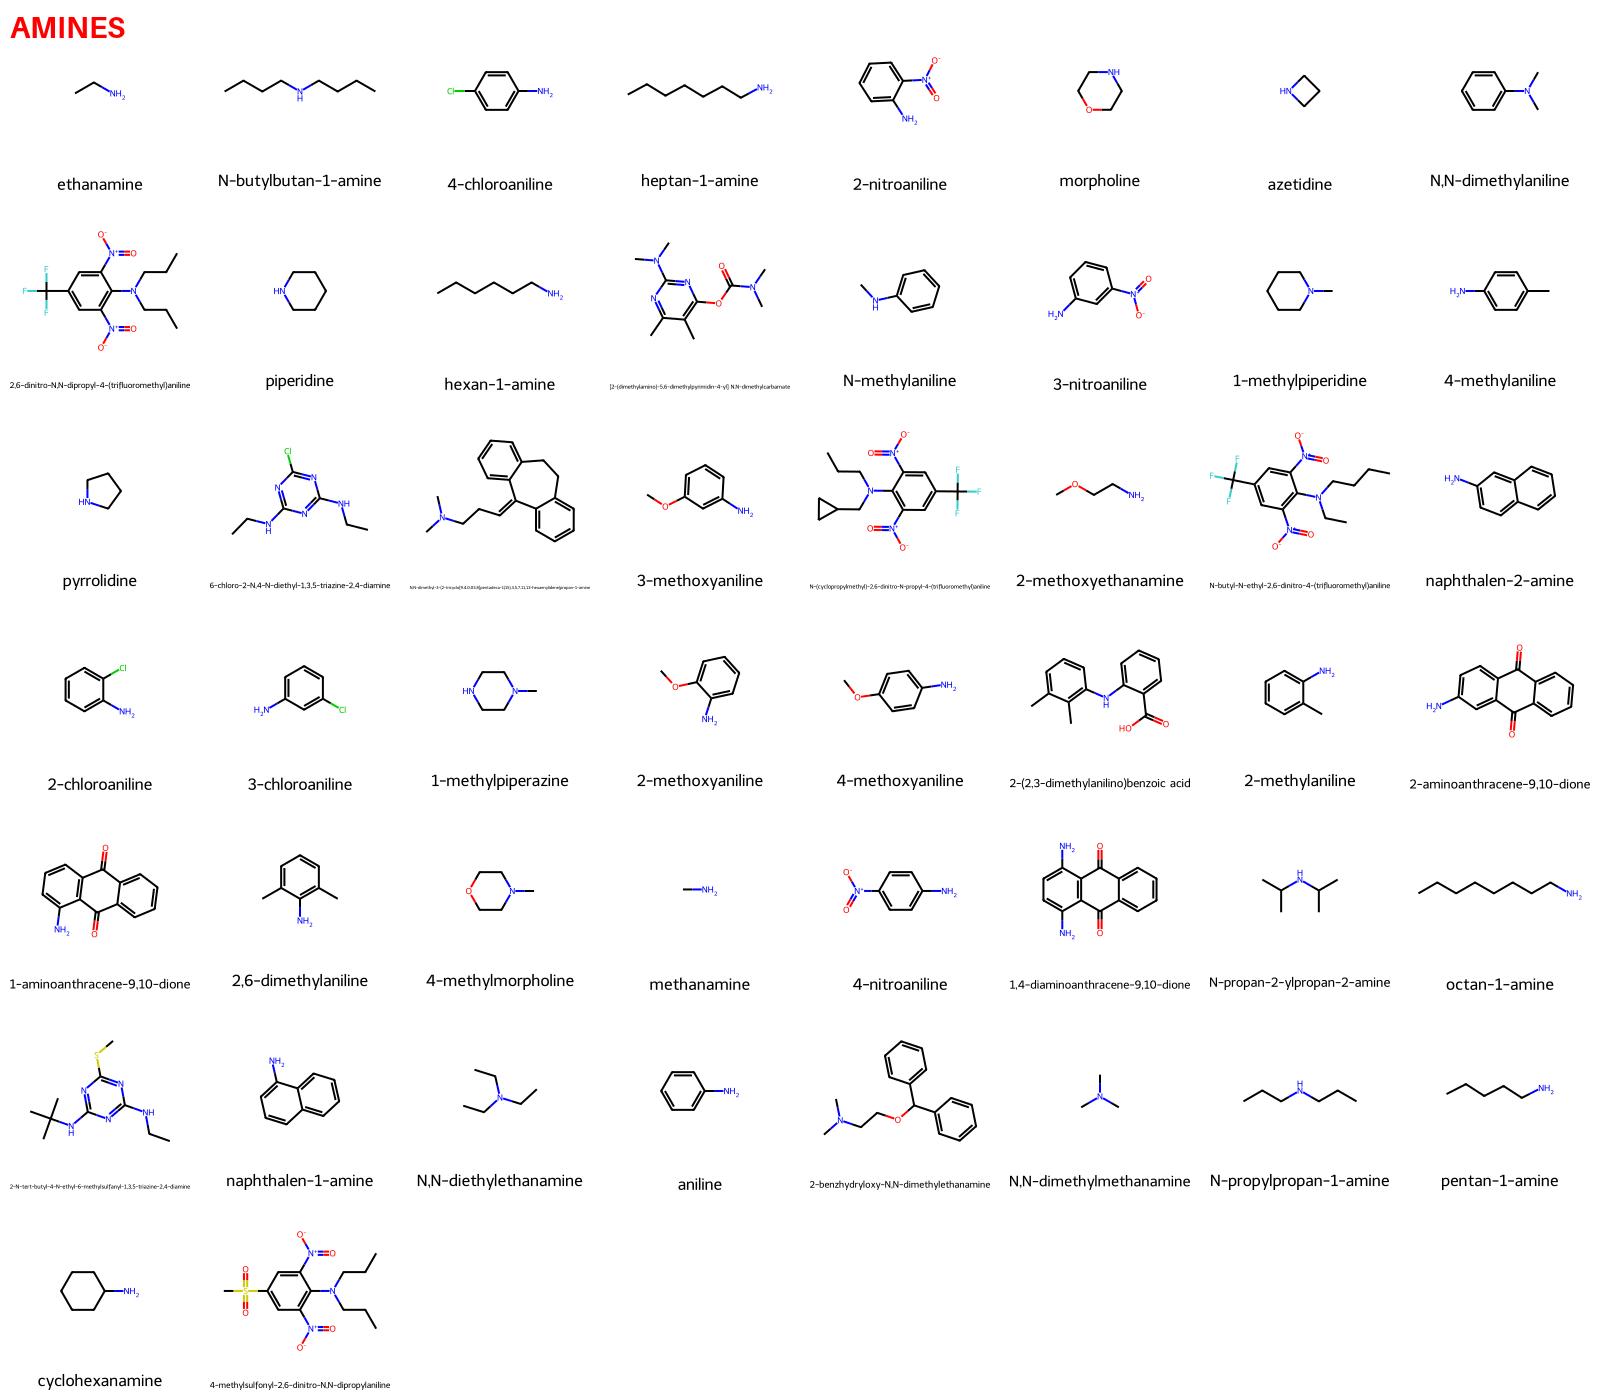 AMINES
ethanamine
N-butylbutan-1-amine
4-chloroaniline
heptan-1-amine
2-nitroaniline
morpholine
azetidine
N,N-dimethylaniline
2,6-dinitro-N,N-dipropyl-4-(trifluoromethyl)aniline
piperidine
hexan-1-amine
[2-(dimethylamino)-5,6-dimethylpyrimidin-4-yl] N,N-dimethylcarbamate
N-methylaniline
3-nitroaniline
1-methylpiperidine
4-methylaniline
pyrrolidine
6-chloro-2-N,4-N-diethyl-1,3,5-triazine-2,4-diamine
3-methoxyaniline
N-(cyclopropylmethyl)-2,6-dinitro-N-propyl-4-(trifluoromethyl)aniline
2-methoxyethanamine
N-butyl-N-ethyl-2,6-dinitro-4-(trifluoromethyl)aniline
naphthalen-2-amine
2-chloroaniline
3-chloroaniline
1-methylpiperazine
2-methoxyaniline
4-methoxyaniline
2-(2,3-dimethylanilino)benzoic acid
2-methylaniline
2-aminoanthracene-9,10-dione
1-aminoanthracene-9,10-dione
2,6-dimethylaniline
4-methylmorpholine
methanamine
4-nitroaniline
1,4-diaminoanthracene-9,10-dione
N-propan-2-ylpropan-2-amine
octan-1-amine
2-N-tert-butyl-4-N-ethyl-6-methylsulfanyl-1,3,5-triazine-2,4-diamine
naphthalen-1-amine
N,N-diethylethanamine
aniline
2-benzhydryloxy-N,N-dimethylethanamine
N,N-dimethylmethanamine
N-propylpropan-1-amine
pentan-1-amine
cyclohexanamine
4-methylsulfonyl-2,6-dinitro-N,N-dipropylaniline